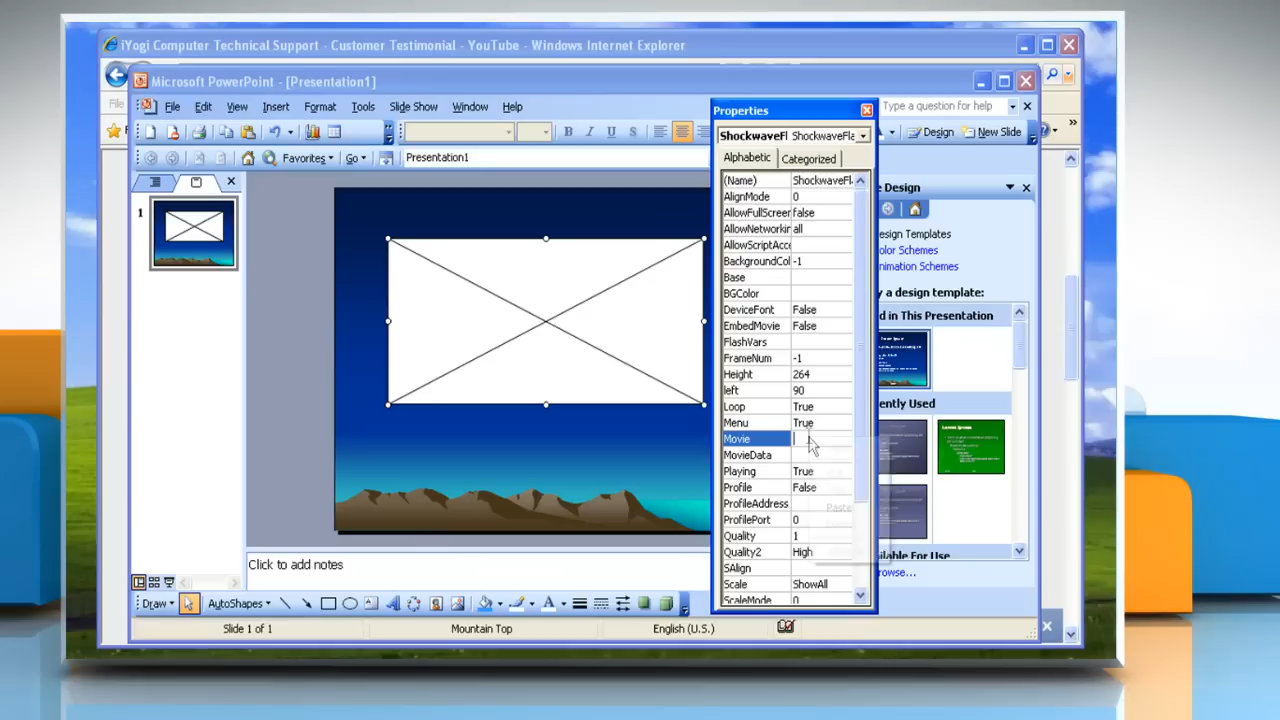 iYogi Computer Technical Support - Customer Testimonial - YouTube - Windows Internet Explorer
Microsoft PowerPoint - [Presentation1]
File
File Edit View Insert Format Tools Slide Show Window Help
Type a question for help
Design New Slide
Favorites Go Presentation1
Properties
ShockwaveFl ShockwaveFla
Alphabetic Categorized
(Name) ShockwaveFl
AlignMode 0
AllowFullScreen false
AllowNetworkin all
AllowScriptAcce
BackgroundCol -1
Base
BGColor
DeviceFont False
EmbedMovie False
FlashVars
FrameNum -1
Height 264
left 90
Loop True
Menu True
Movie
MovieData
Playing True
Profile False
ProfileAddress
ProfilePort 0
Quality 1
Quality2 High
SAlign
Scale ShowAll
ScaleMode 0
Paste
e Design
esign Templates
olor Schemes
nimation Schemes
y a design template:
d in This Presentation
ently Used
ailable For Use
rowse...
1
Click to add notes
Draw AutoShapes
Slide 1 of 1 Mountain Top English (U.S.)